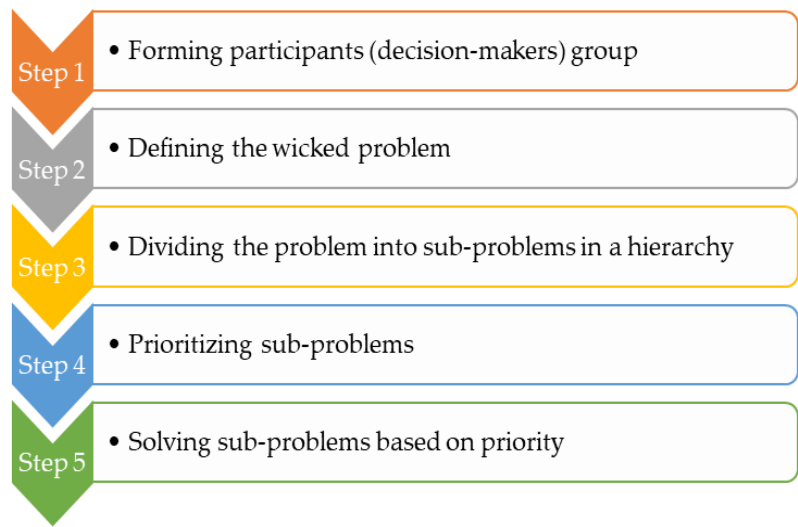 Step 1
• Forming participants (decision-makers) group
Step 2
• Defining the wicked problem
Step 3
• Dividing the problem into sub-problems in a hierarchy
Step 4
• Prioritizing sub-problems
Step 5
• Solving sub-problems based on priority